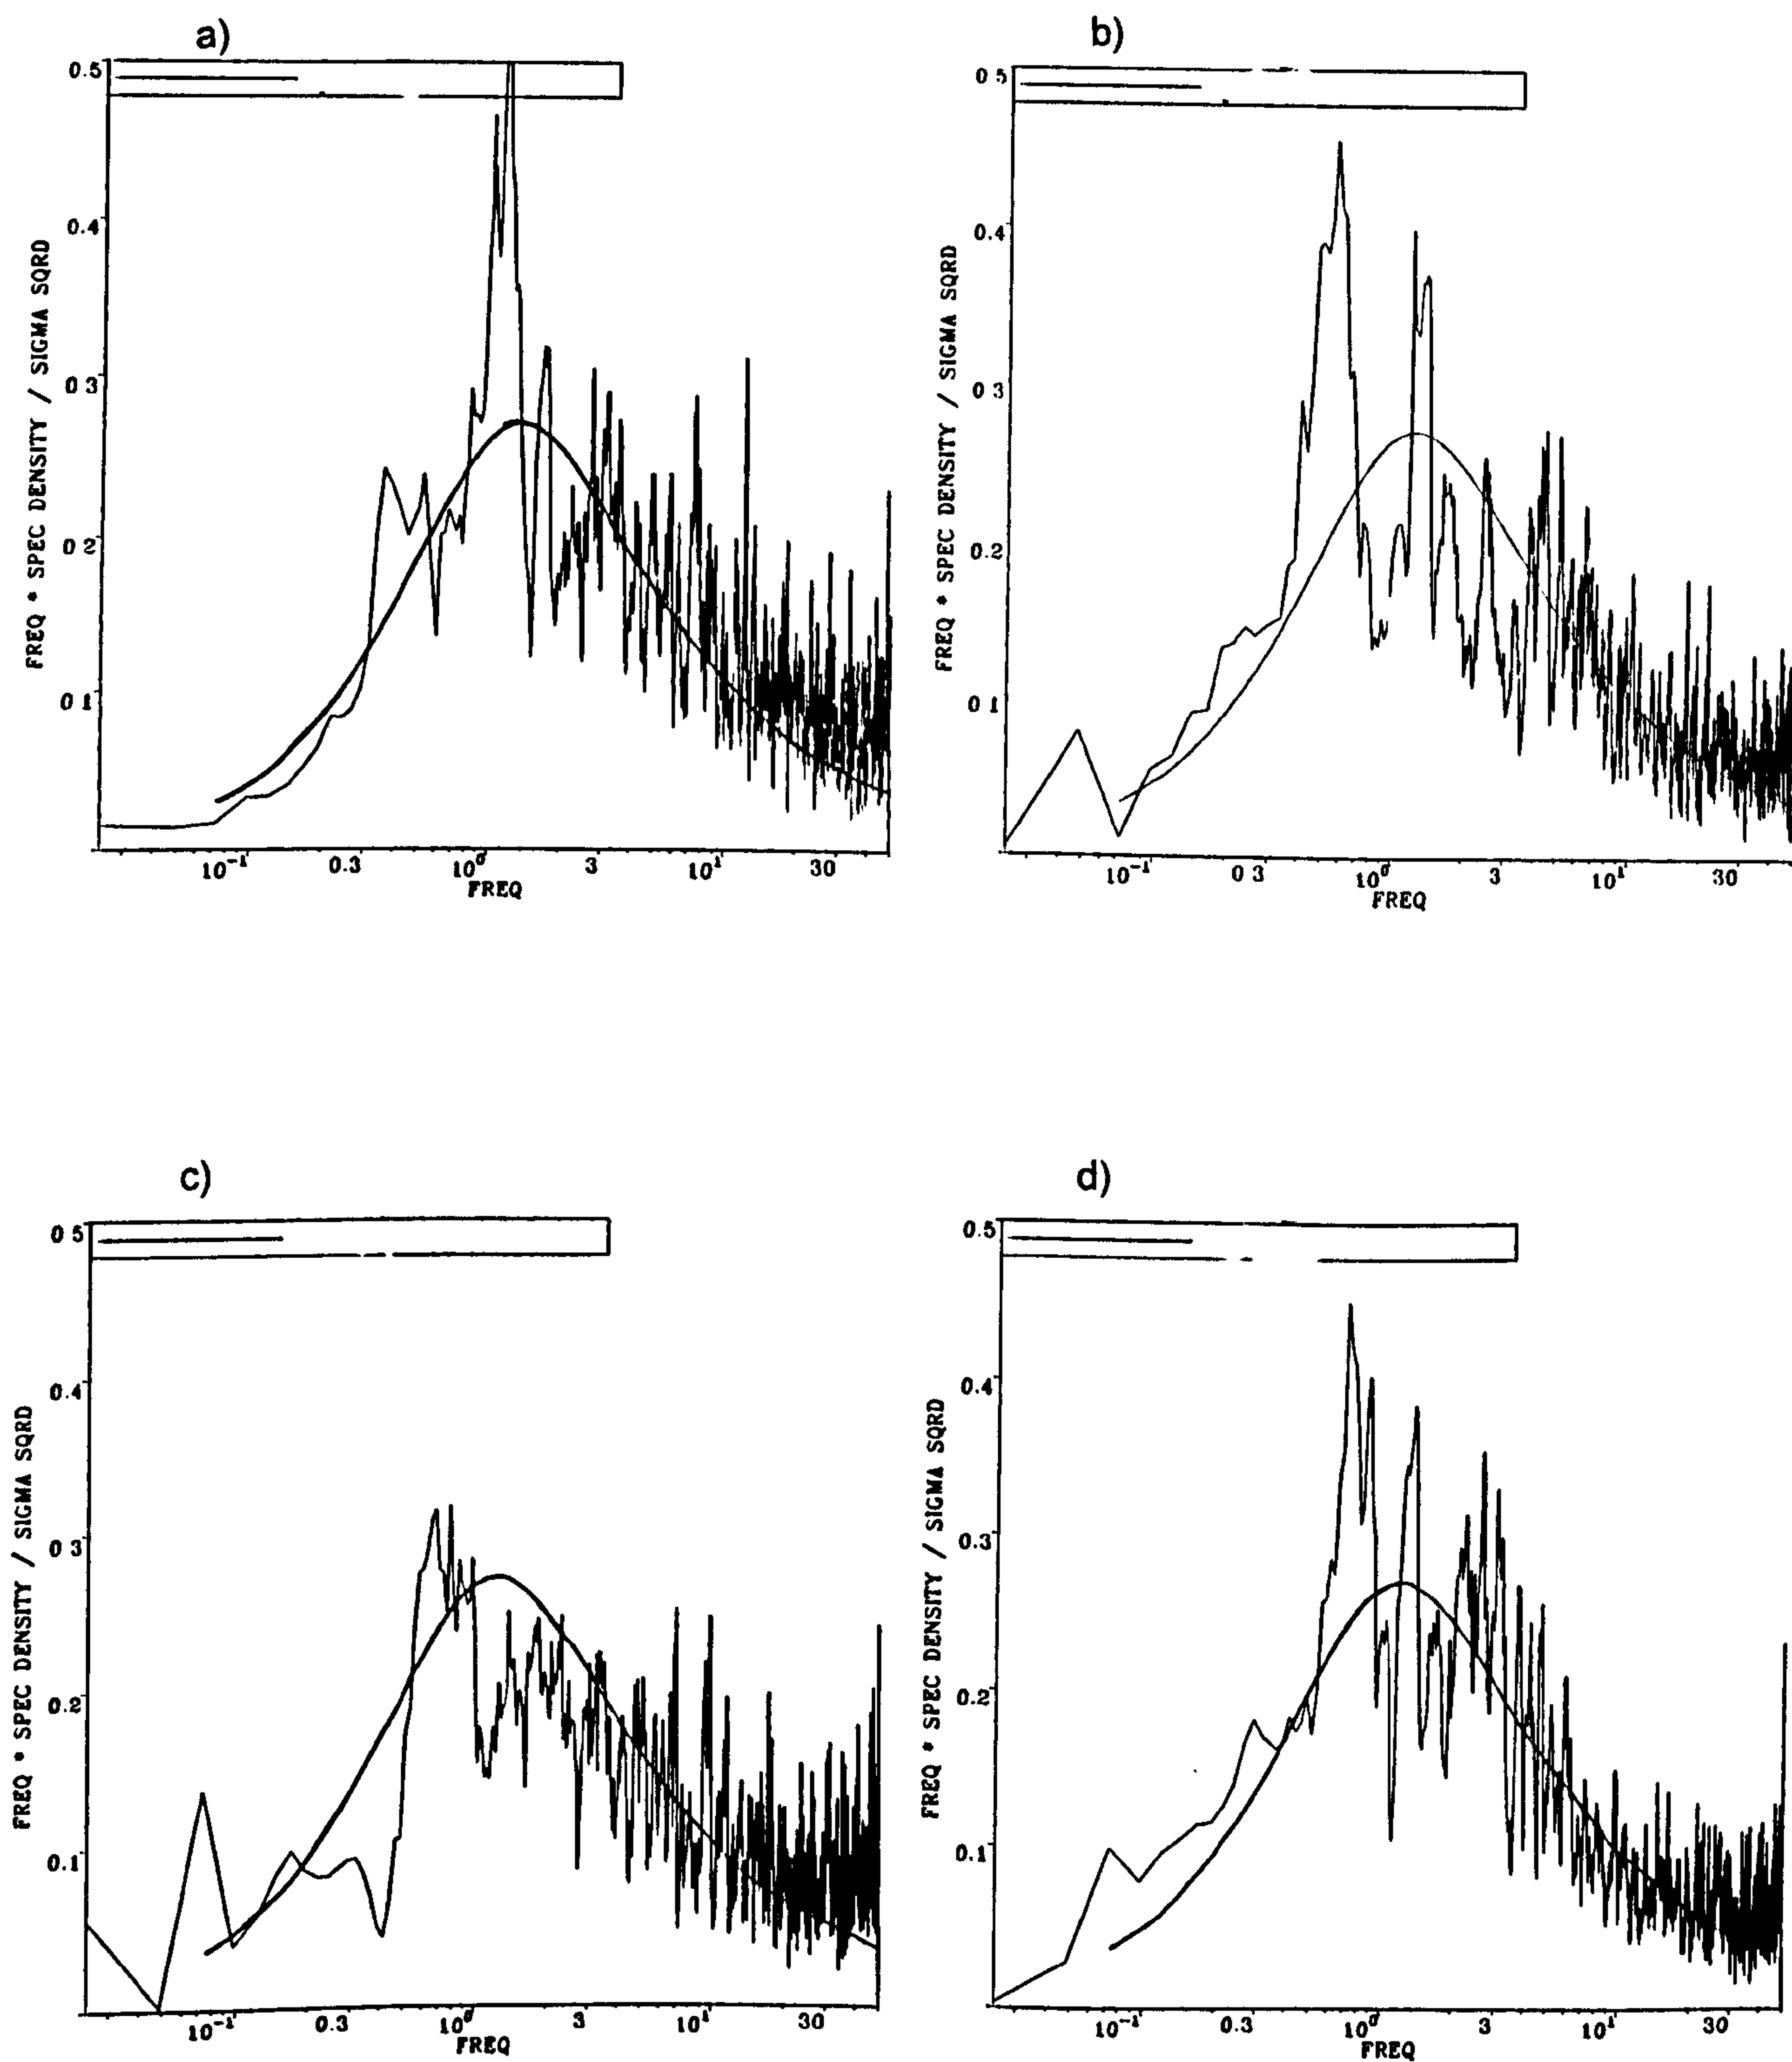 a)
0.5
0.4
0 3
0 2
0 1
FREQ * SPEC DENSITY / SIGMA SQRD
10⁻¹ 0.3 10⁰ 3 10¹ 30
FREQ
b)
0 5
0.4
0 3
0.2
0 1
FREQ * SPEC DENSITY / SIGMA SQRD
10⁻¹ 0 3 10⁰ 3 10¹ 30
FREQ
c)
0 5
0.4
0 3
0.2
0.1
FREQ * SPEC DENSITY / SIGMA SQRD
10⁻¹ 0.3 10⁰ 3 10¹ 30
FREQ
d)
0.5
0.4
0.3
0.2
0.1
FREQ * SPEC DENSITY / SIGMA SQRD
10⁻¹ 0.3 10⁰ 3 10¹ 30
FREQ